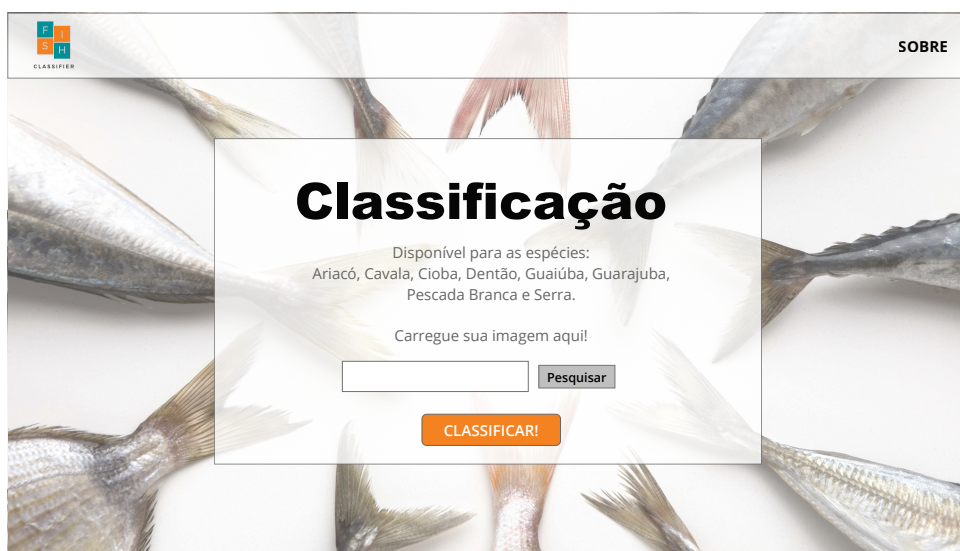 F I
S H
CLASSIFIER
SOBRE
Classificação
Disponível para as espécies:
Ariacó, Cavala, Cioba, Dentão, Guaiúba, Guarajuba,
Pescada Branca e Serra.
Carregue sua imagem aqui!
Pesquisar
CLASSIFICAR!